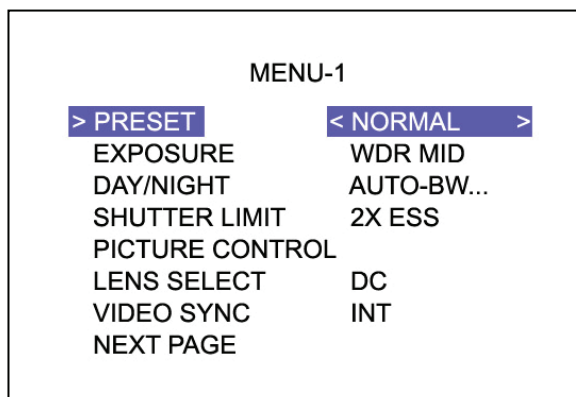 MENU-1
> PRESET < NORMAL >
EXPOSURE WDR MID
DAY/NIGHT AUTO-BW...
SHUTTER LIMIT 2X ESS
PICTURE CONTROL
LENS SELECT DC
VIDEO SYNC INT
NEXT PAGE